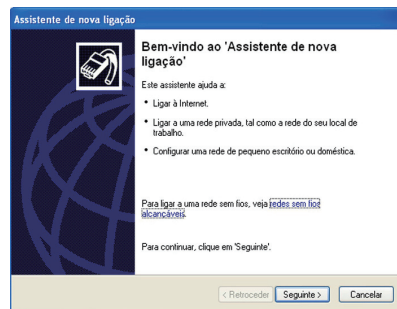 Assistente de nova ligação
Bem-vindo ao 'Assistente de nova
ligação'
Este assistente ajuda a:
• Ligar à Internet.
• Ligar a uma rede privada, tal como a rede do seu local de
trabalho.
• Configurar uma rede de pequeno escritório ou doméstica.
Para ligar a uma rede sem fios, veja redes sem fios
alcançáveis.
Para continuar, clique em 'Seguinte'.
< Retroceder Seguinte > Cancelar